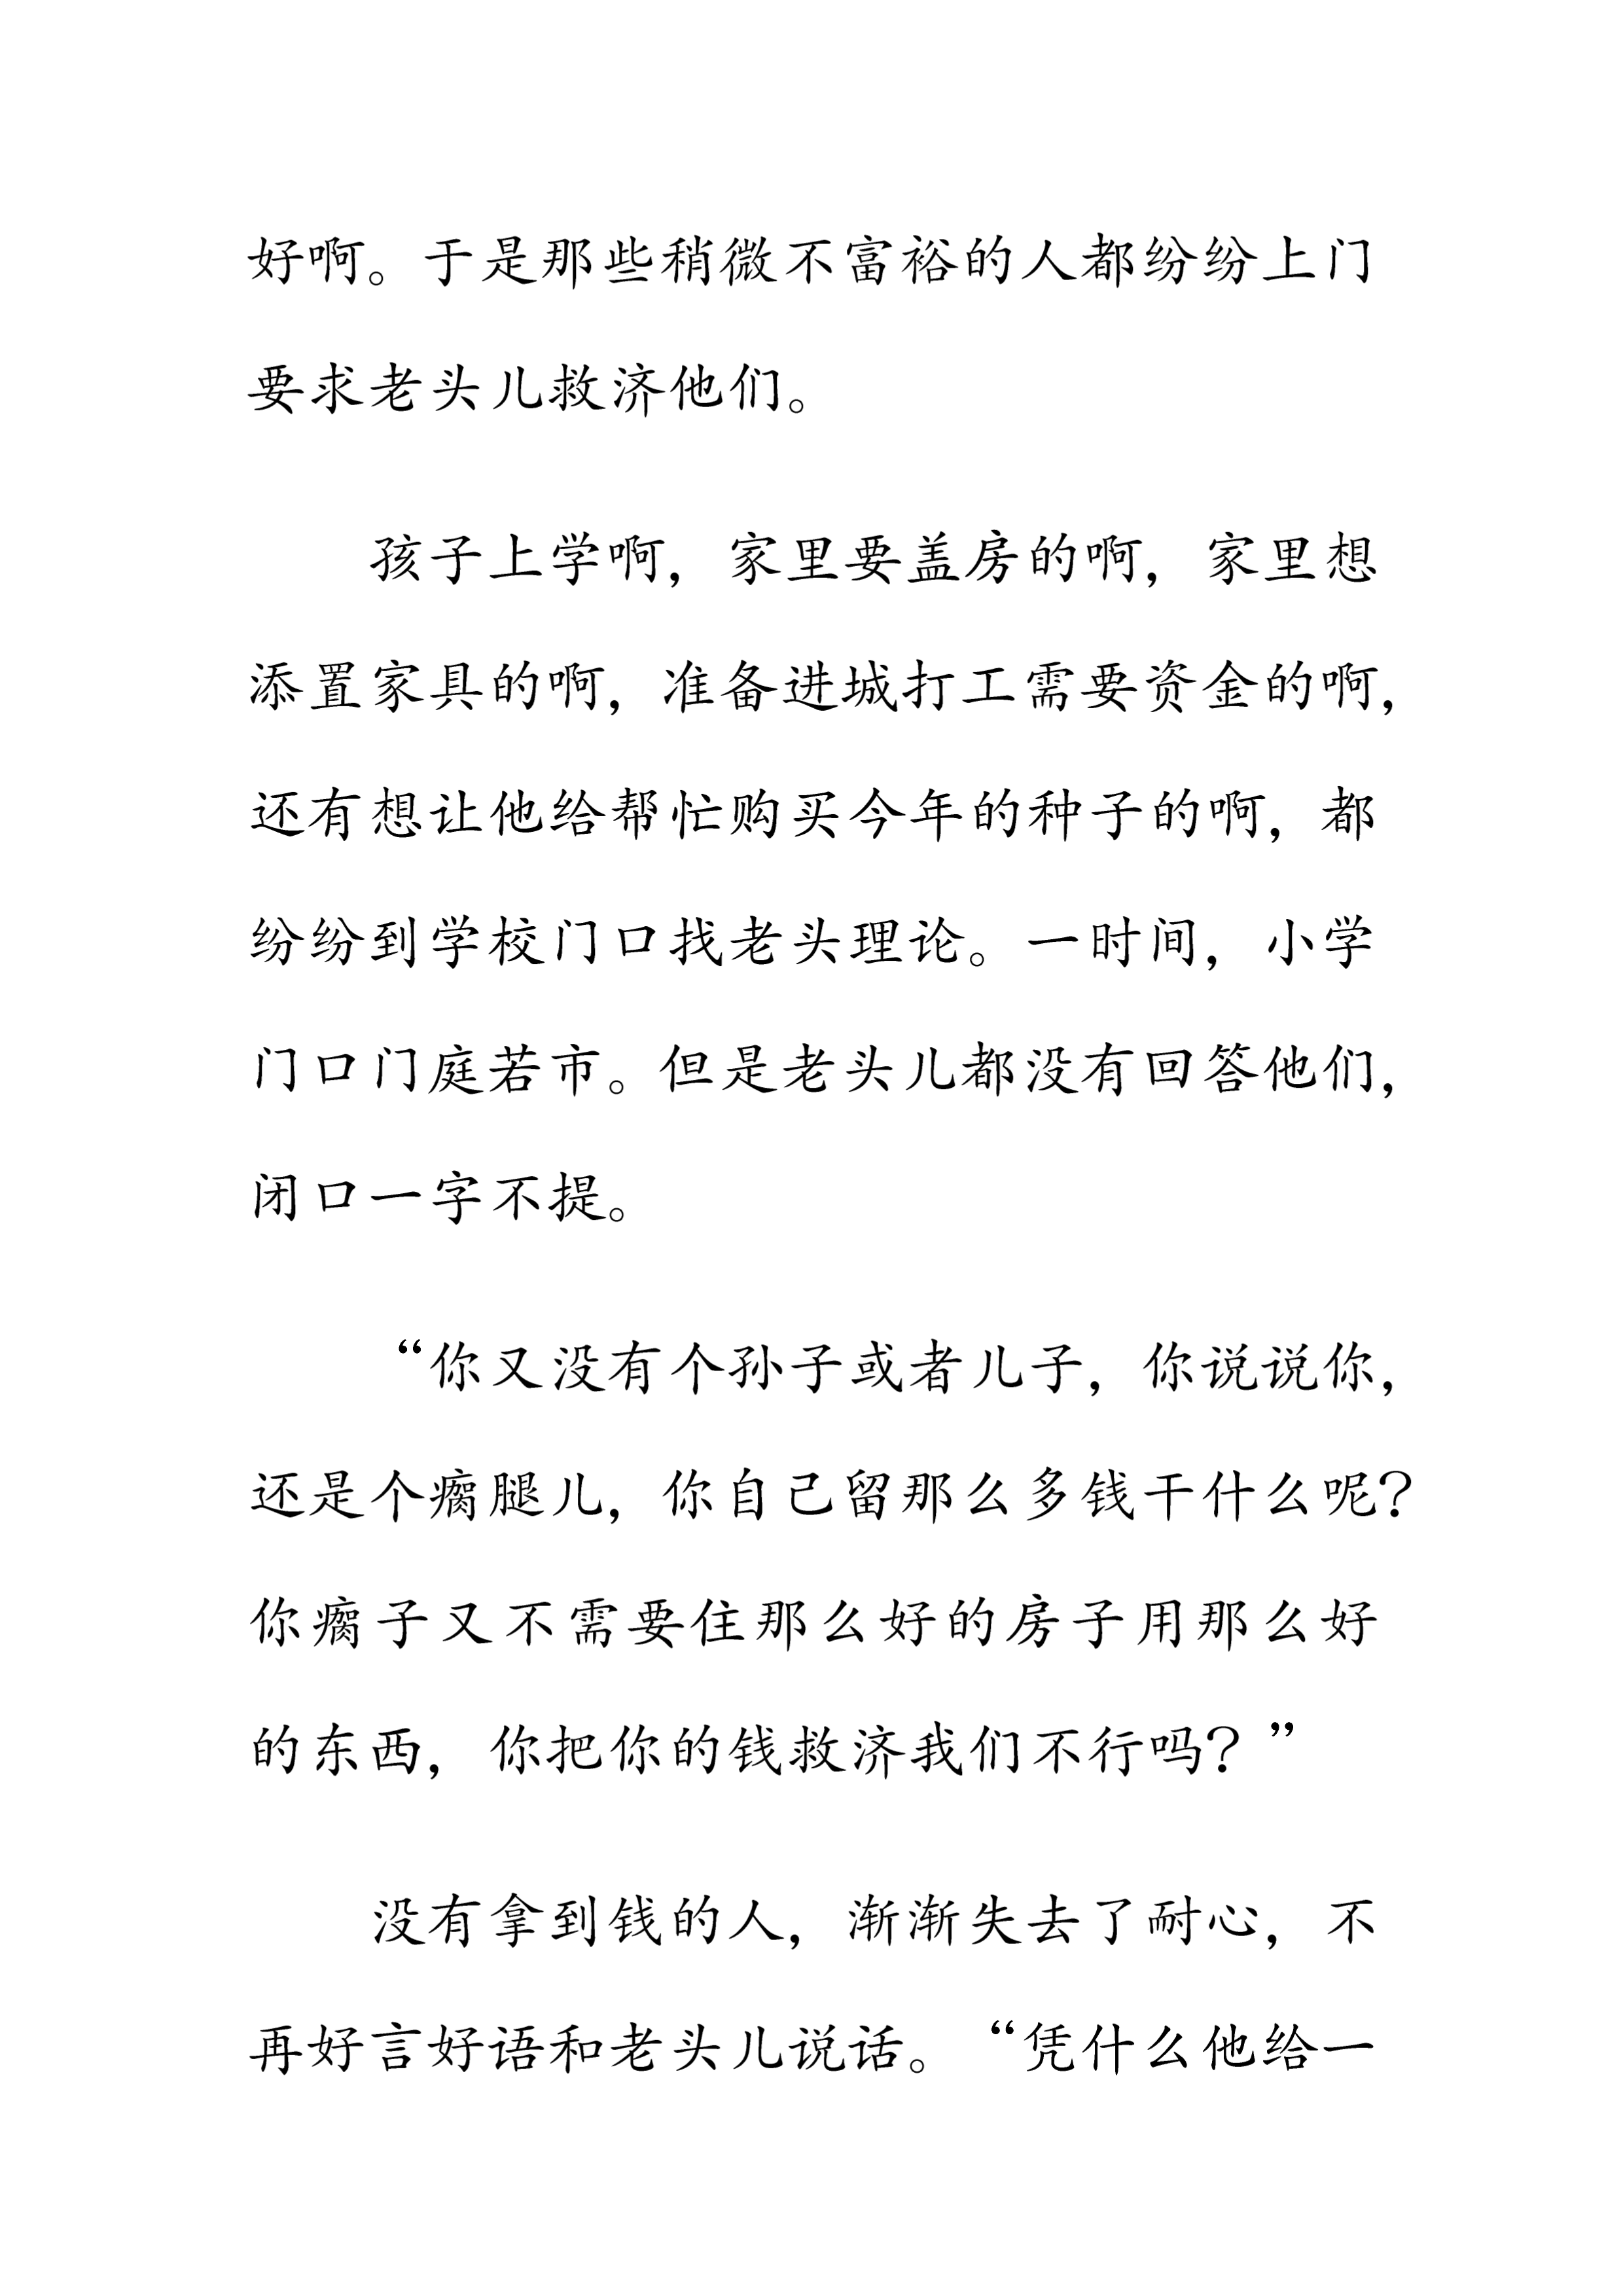 好啊。于是那些稍微不富裕的人都纷纷上门
要求老头儿救济他们。
孩子上学啊，家里要盖房的啊，家里想
添置家具的啊，准备进城打工需要资金的啊，
还有想让他给帮忙购买今年的种子的啊，都
纷纷到学校门口找老头理论。一时间，小学
门口门庭若市。但是老头儿都没有回答他们，
闭口一字不提。
“你又没有个孙子或者儿子，你说说你，
还是个瘸腿儿，你自己留那么多钱干什么呢？
你瘸子又不需要住那么好的房子用那么好
的东西，你把你的钱救济我们不行吗？”
没有拿到钱的人，渐渐失去了耐心，不
再好言好语和老头儿说话。“凭什么他给一